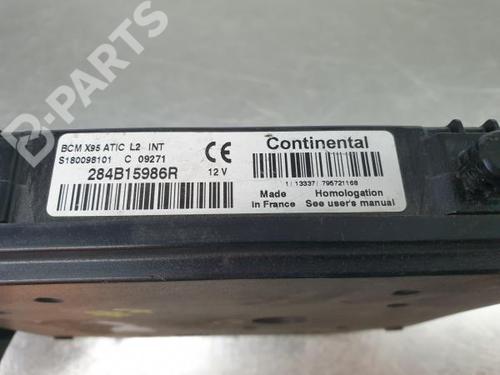 B-PARTS
BCM X95 ATIC L2 INT
S180098101 C 09271
284B15986R
CE
12 V
Continental
1 / 13337 / 795721168
Made in France
Homologation See user's manual